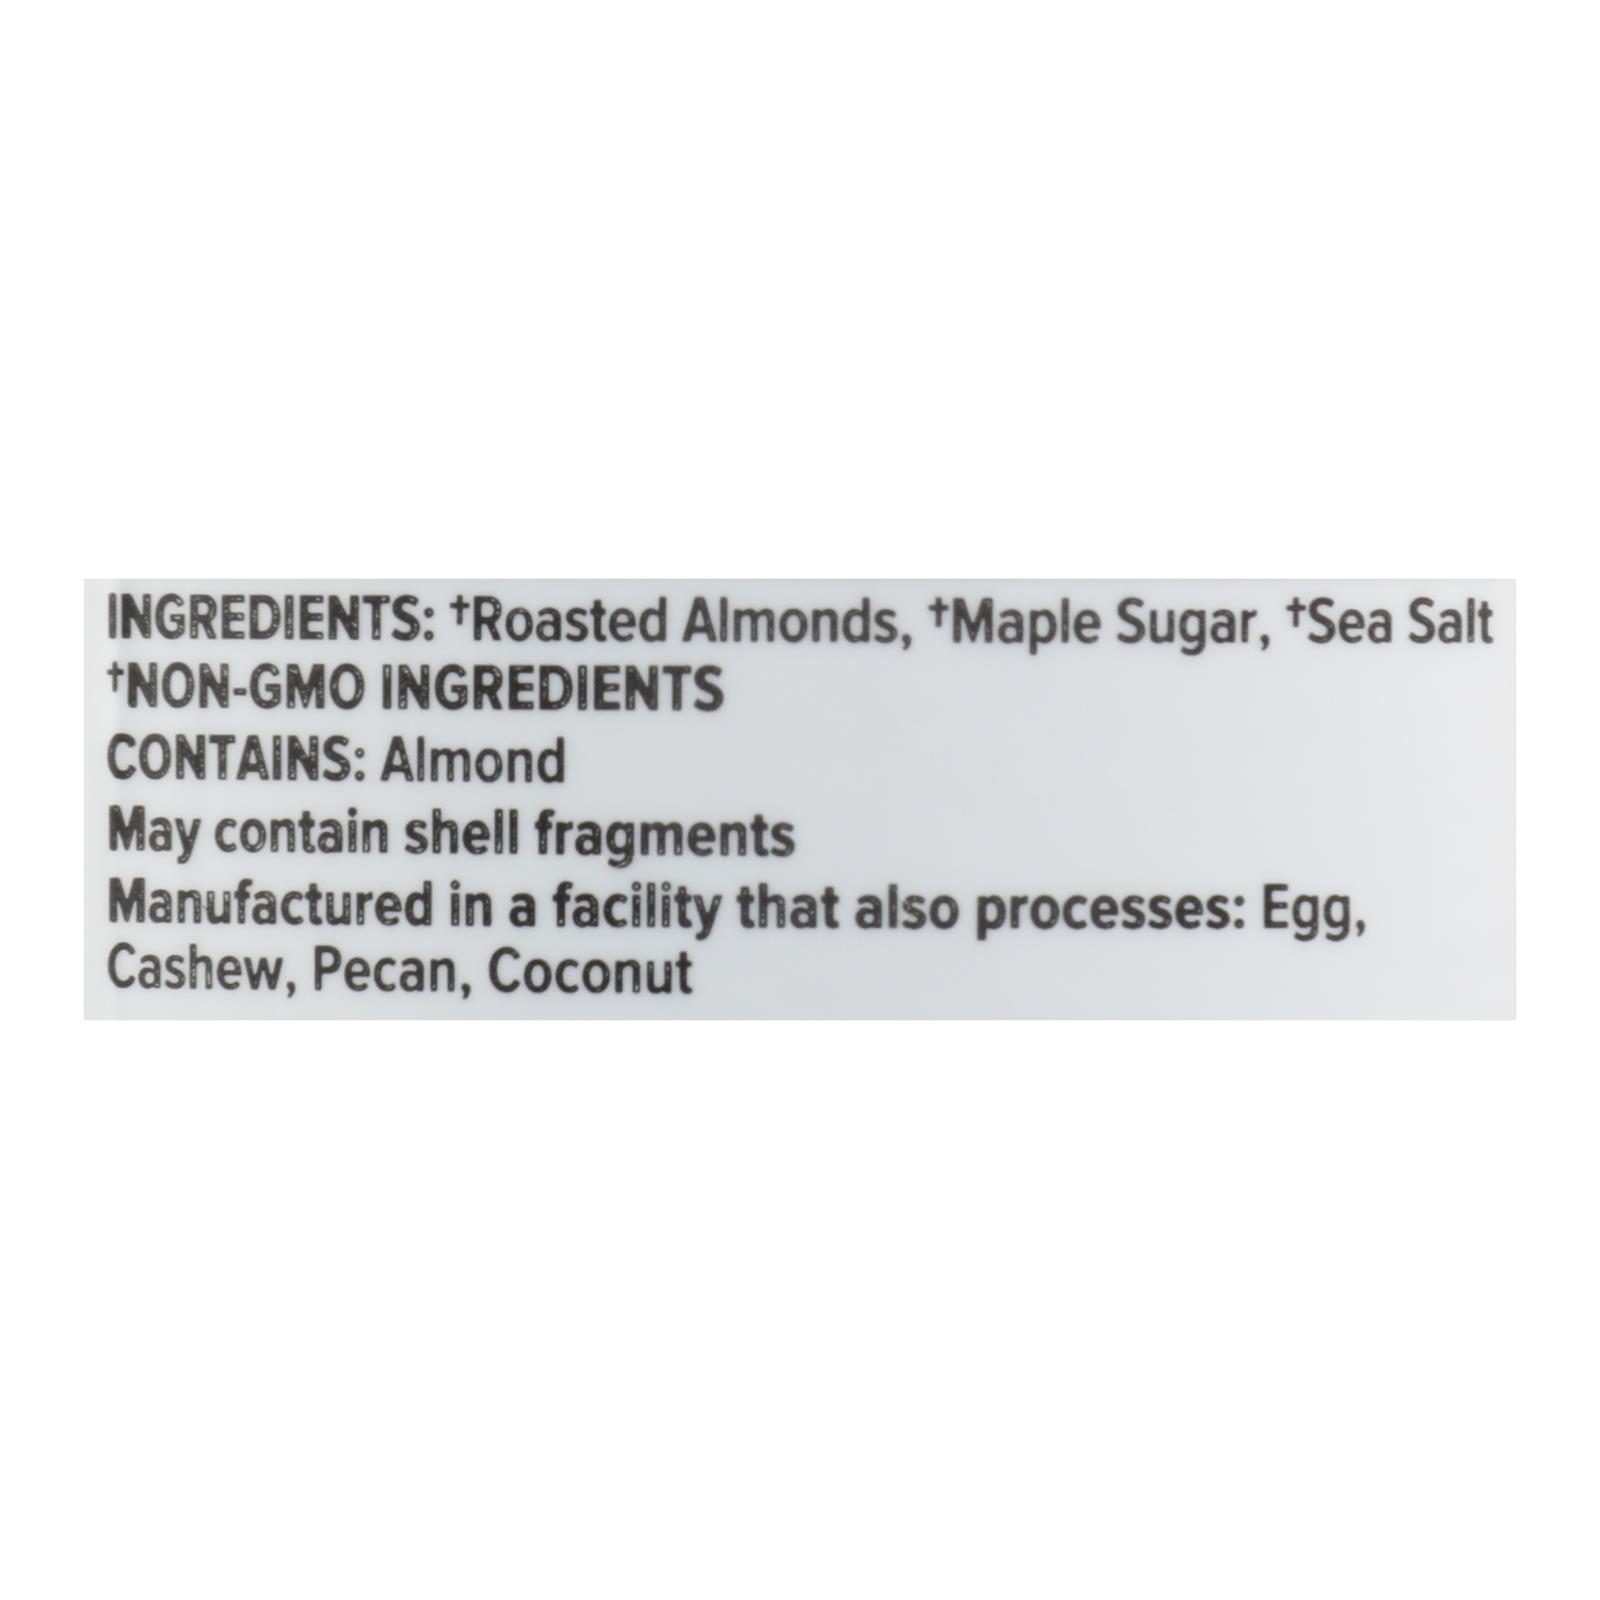 INGREDIENTS: †Roasted Almonds, †Maple Sugar, †Sea Salt
†NON-GMO INGREDIENTS
CONTAINS: Almond
May contain shell fragments
Manufactured in a facility that also processes: Egg,
Cashew, Pecan, Coconut